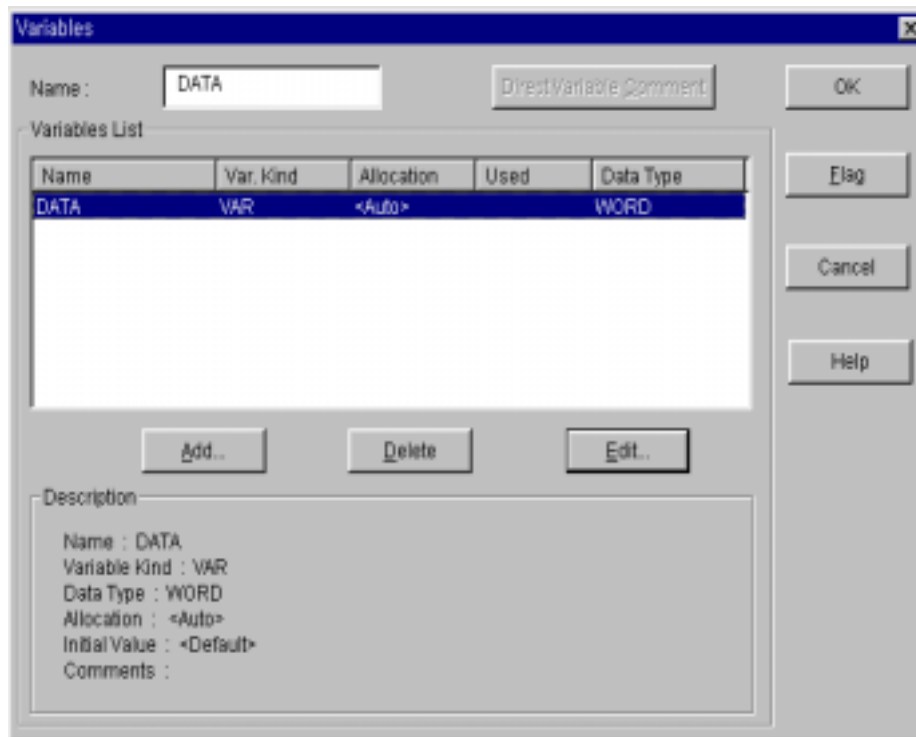 Variables
Name : DATA Direct Variable Comment OK
Variables List
Name Var. Kind Allocation Used Data Type Flag
DATA VAR <Auto> WORD
Cancel
Help
Add... Delete Edit...
Description
Name : DATA
Variable Kind : VAR
Data Type : WORD
Allocation : <Auto>
Initial Value : <Default>
Comments :